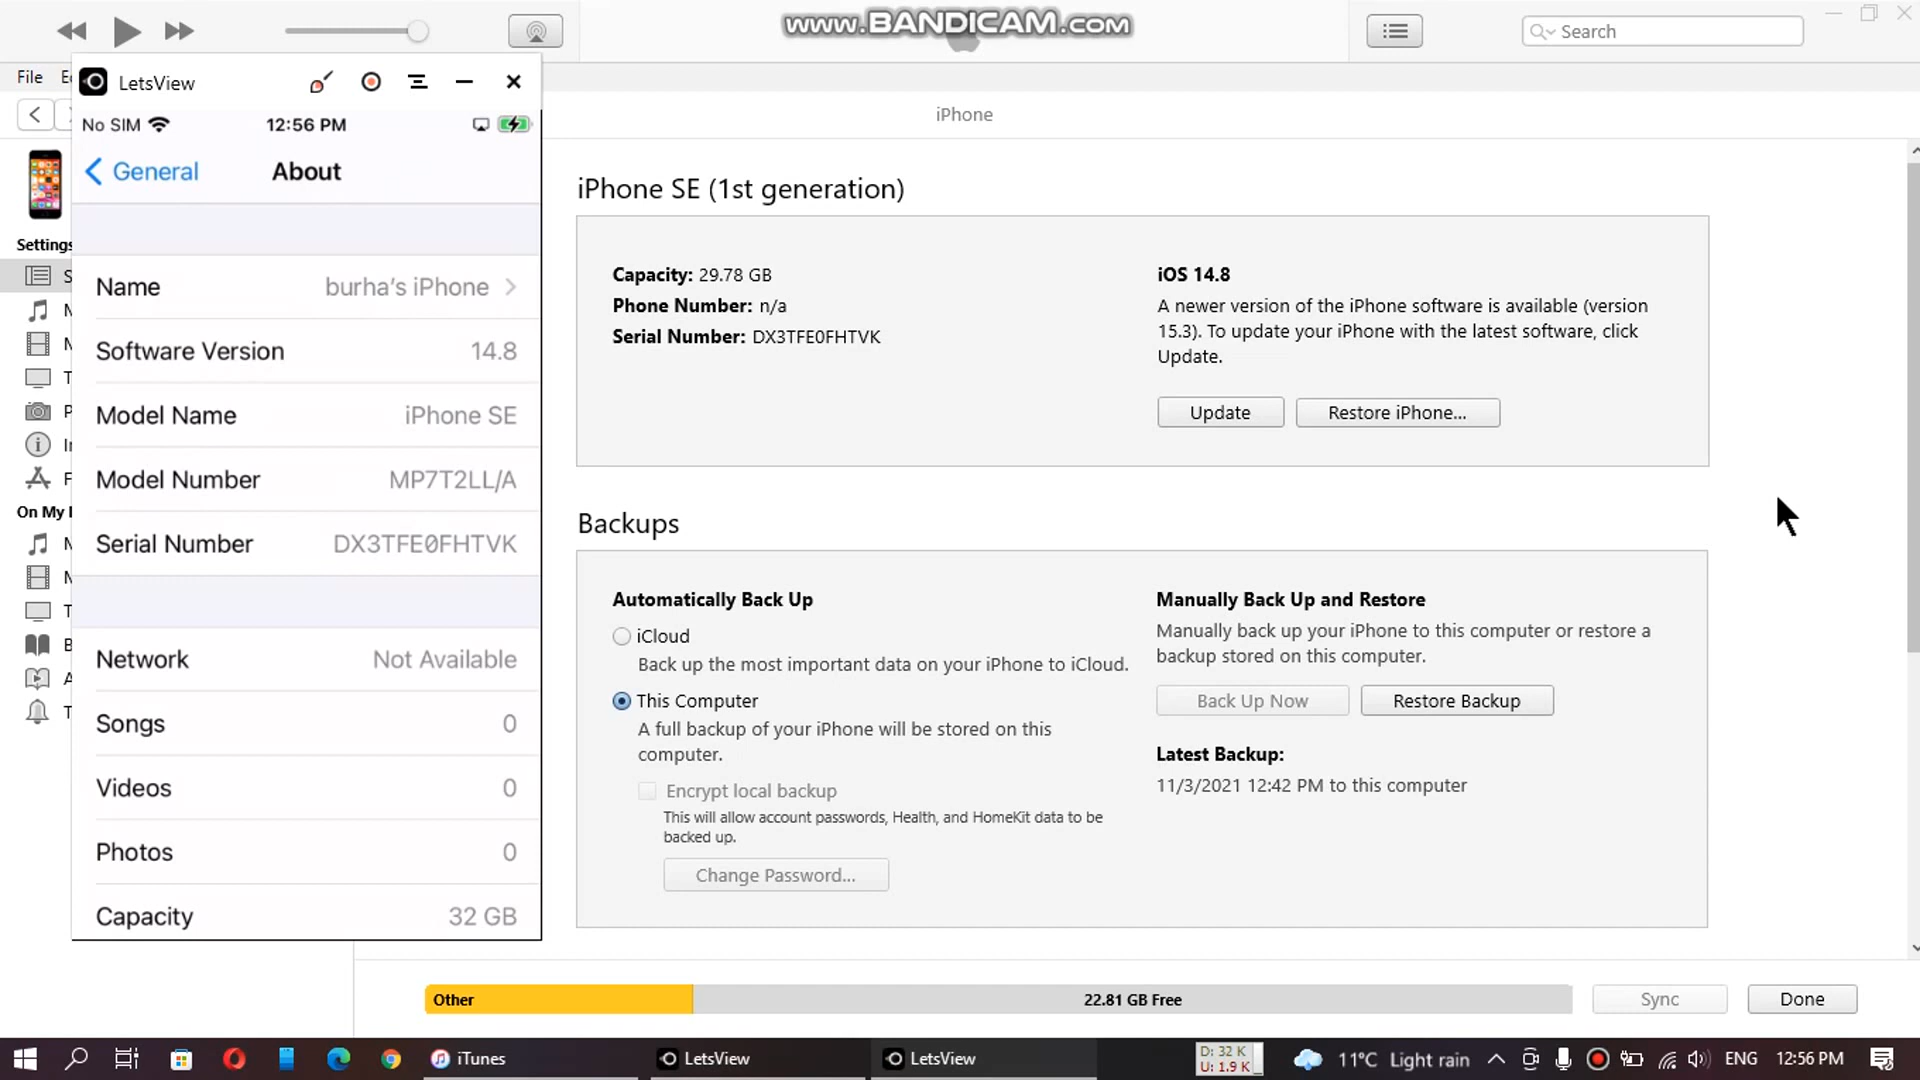 www.BANDICAM.com
Search
File
LetsView
iPhone
No SIM
12:56 PM
General
About
iPhone SE (1st generation)
Settings
Name
burha's iPhone
Capacity: 29.78 GB
Phone Number: n/a
Serial Number: DX3TFE0FHTVK
iOS 14.8
A newer version of the iPhone software is available (version
15.3). To update your iPhone with the latest software, click
Update.
Update
Restore iPhone...
Software Version
14.8
Model Name
iPhone SE
Model Number
MP7T2LL/A
Serial Number
DX3TFE0FHTVK
On My
Network
Not Available
Songs
0
Videos
0
Photos
0
Capacity
32 GB
Backups
Automatically Back Up
iCloud
Back up the most important data on your iPhone to iCloud.
This Computer
A full backup of your iPhone will be stored on this
computer.
Encrypt local backup
This will allow account passwords, Health, and HomeKit data to be
backed up.
Change Password...
Manually Back Up and Restore
Manually back up your iPhone to this computer or restore a
backup stored on this computer.
Back Up Now
Restore Backup
Latest Backup:
11/3/2021 12:42 PM to this computer
Other
22.81 GB Free
Sync
Done
iTunes
LetsView
LetsView
D: 32 K
U: 1.9 K
11°C Light rain
ENG
12:56 PM